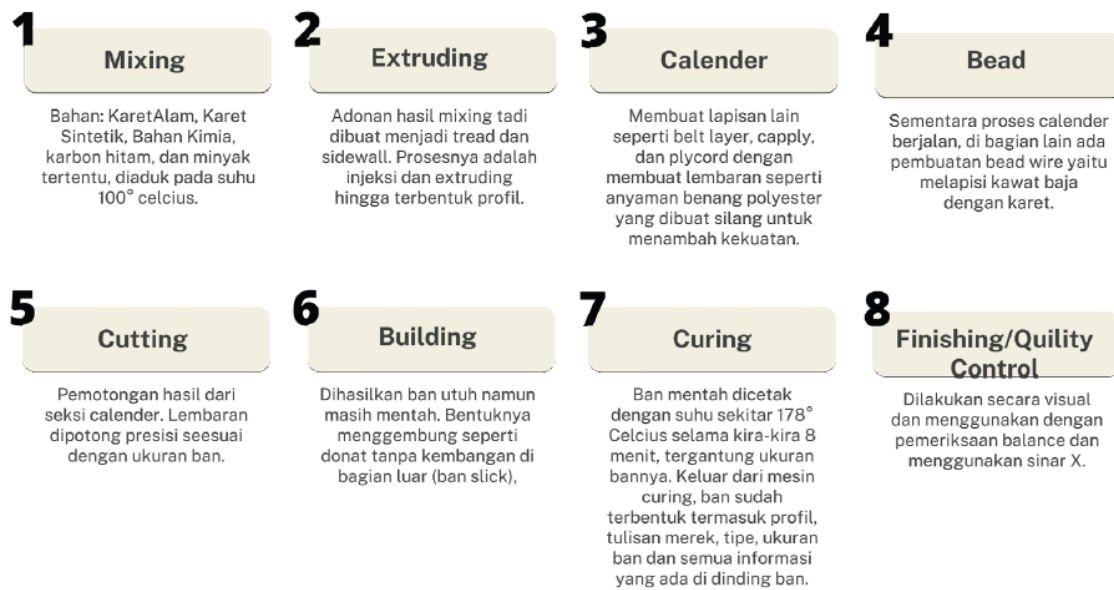 1
Mixing
Bahan: KaretAlam, Karet
Sintetik, Bahan Kimia,
karbon hitam, dan minyak
tertentu, diaduk pada suhu
100° celcius.
2
Extruding
Adonan hasil mixing tadi
dibuat menjadi tread dan
sidewall. Prosesnya adalah
injeksi dan extruding
hingga terbentuk profil.
3
Calender
Membuat lapisan lain
seperti belt layer, capply,
dan plycord dengan
membuat lembaran seperti
anyaman benang polyester
yang dibuat silang untuk
menambah kekuatan.
4
Bead
Sementara proses calender
berjalan, di bagian lain ada
pembuatan bead wire yaitu
melapisi kawat baja
dengan karet.
5
Cutting
Pemotongan hasil dari
seksi calender. Lembaran
dipotong presisi seesuai
dengan ukuran ban.
6
Building
Dihasilkan ban utuh namun
masih mentah. Bentuknya
menggembung seperti
donat tanpa kembangan di
bagian luar (ban slick),
7
Curing
Ban mentah dicetak
dengan suhu sekitar 178°
Celcius selama kira-kira 8
menit, tergantung ukuran
bannya. Keluar dari mesin
curing, ban sudah
terbentuk termasuk profil,
tulisan merek, tipe, ukuran
ban dan semua informasi
yang ada di dinding ban.
8
Finishing/Quility
Control
Dilakukan secara visual
dan menggunakan dengan
pemeriksaan balance dan
menggunakan sinar X.